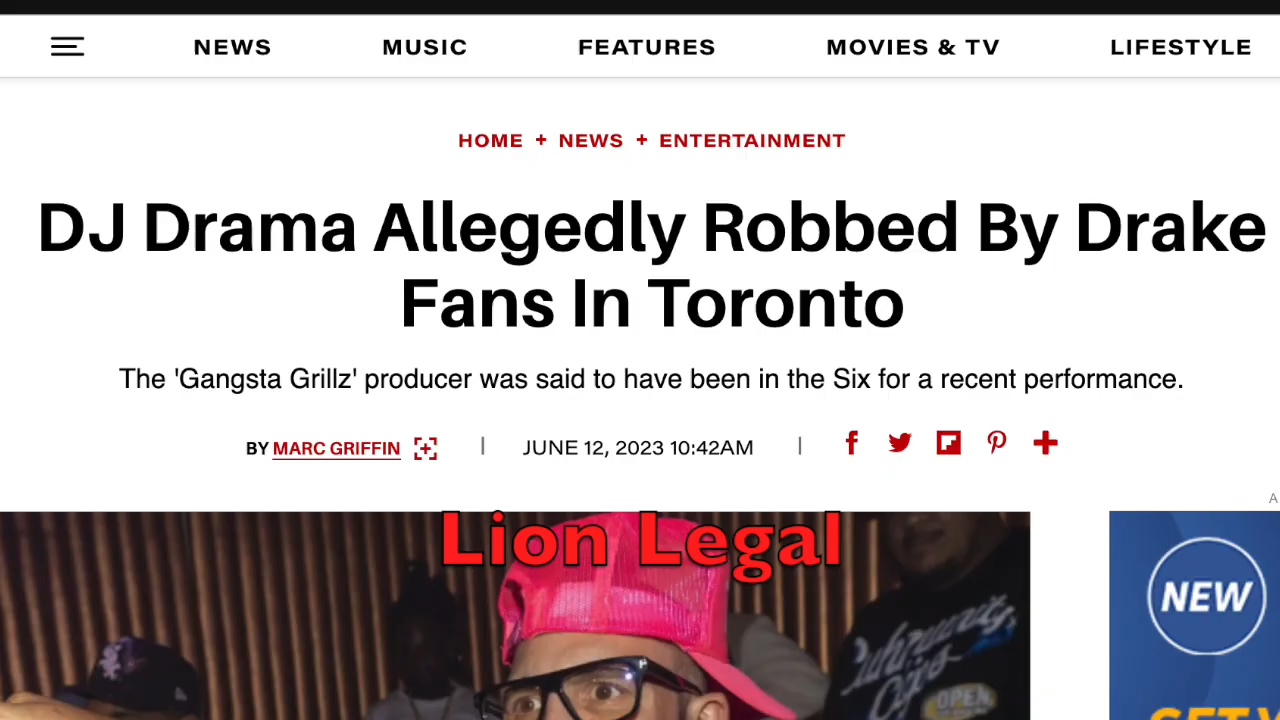 NEWS MUSIC FEATURES MOVIES & TV LIFESTYLE
HOME + NEWS + ENTERTAINMENT
DJ Drama Allegedly Robbed By Drake
Fans In Toronto
The 'Gangsta Grillz' producer was said to have been in the Six for a recent performance.
BY MARC GRIFFIN | JUNE 12, 2023 10:42AM |
A
Lion Legal
NEW
OPEN